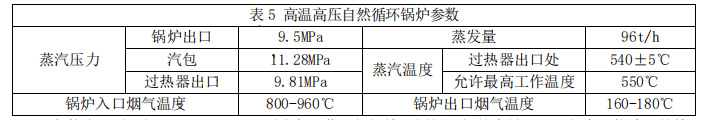 表 5 高温高压自然循环锅炉参数
蒸汽压力 锅炉出口 9.5MPa 蒸发量 96t/h
汽包 11.28MPa 蒸汽温度 过热器出口处 540±5℃
过热器出口 9.81MPa 允许最高工作温度 550℃
锅炉入口烟气温度 800-960℃ 锅炉出口烟气温度 160-180℃